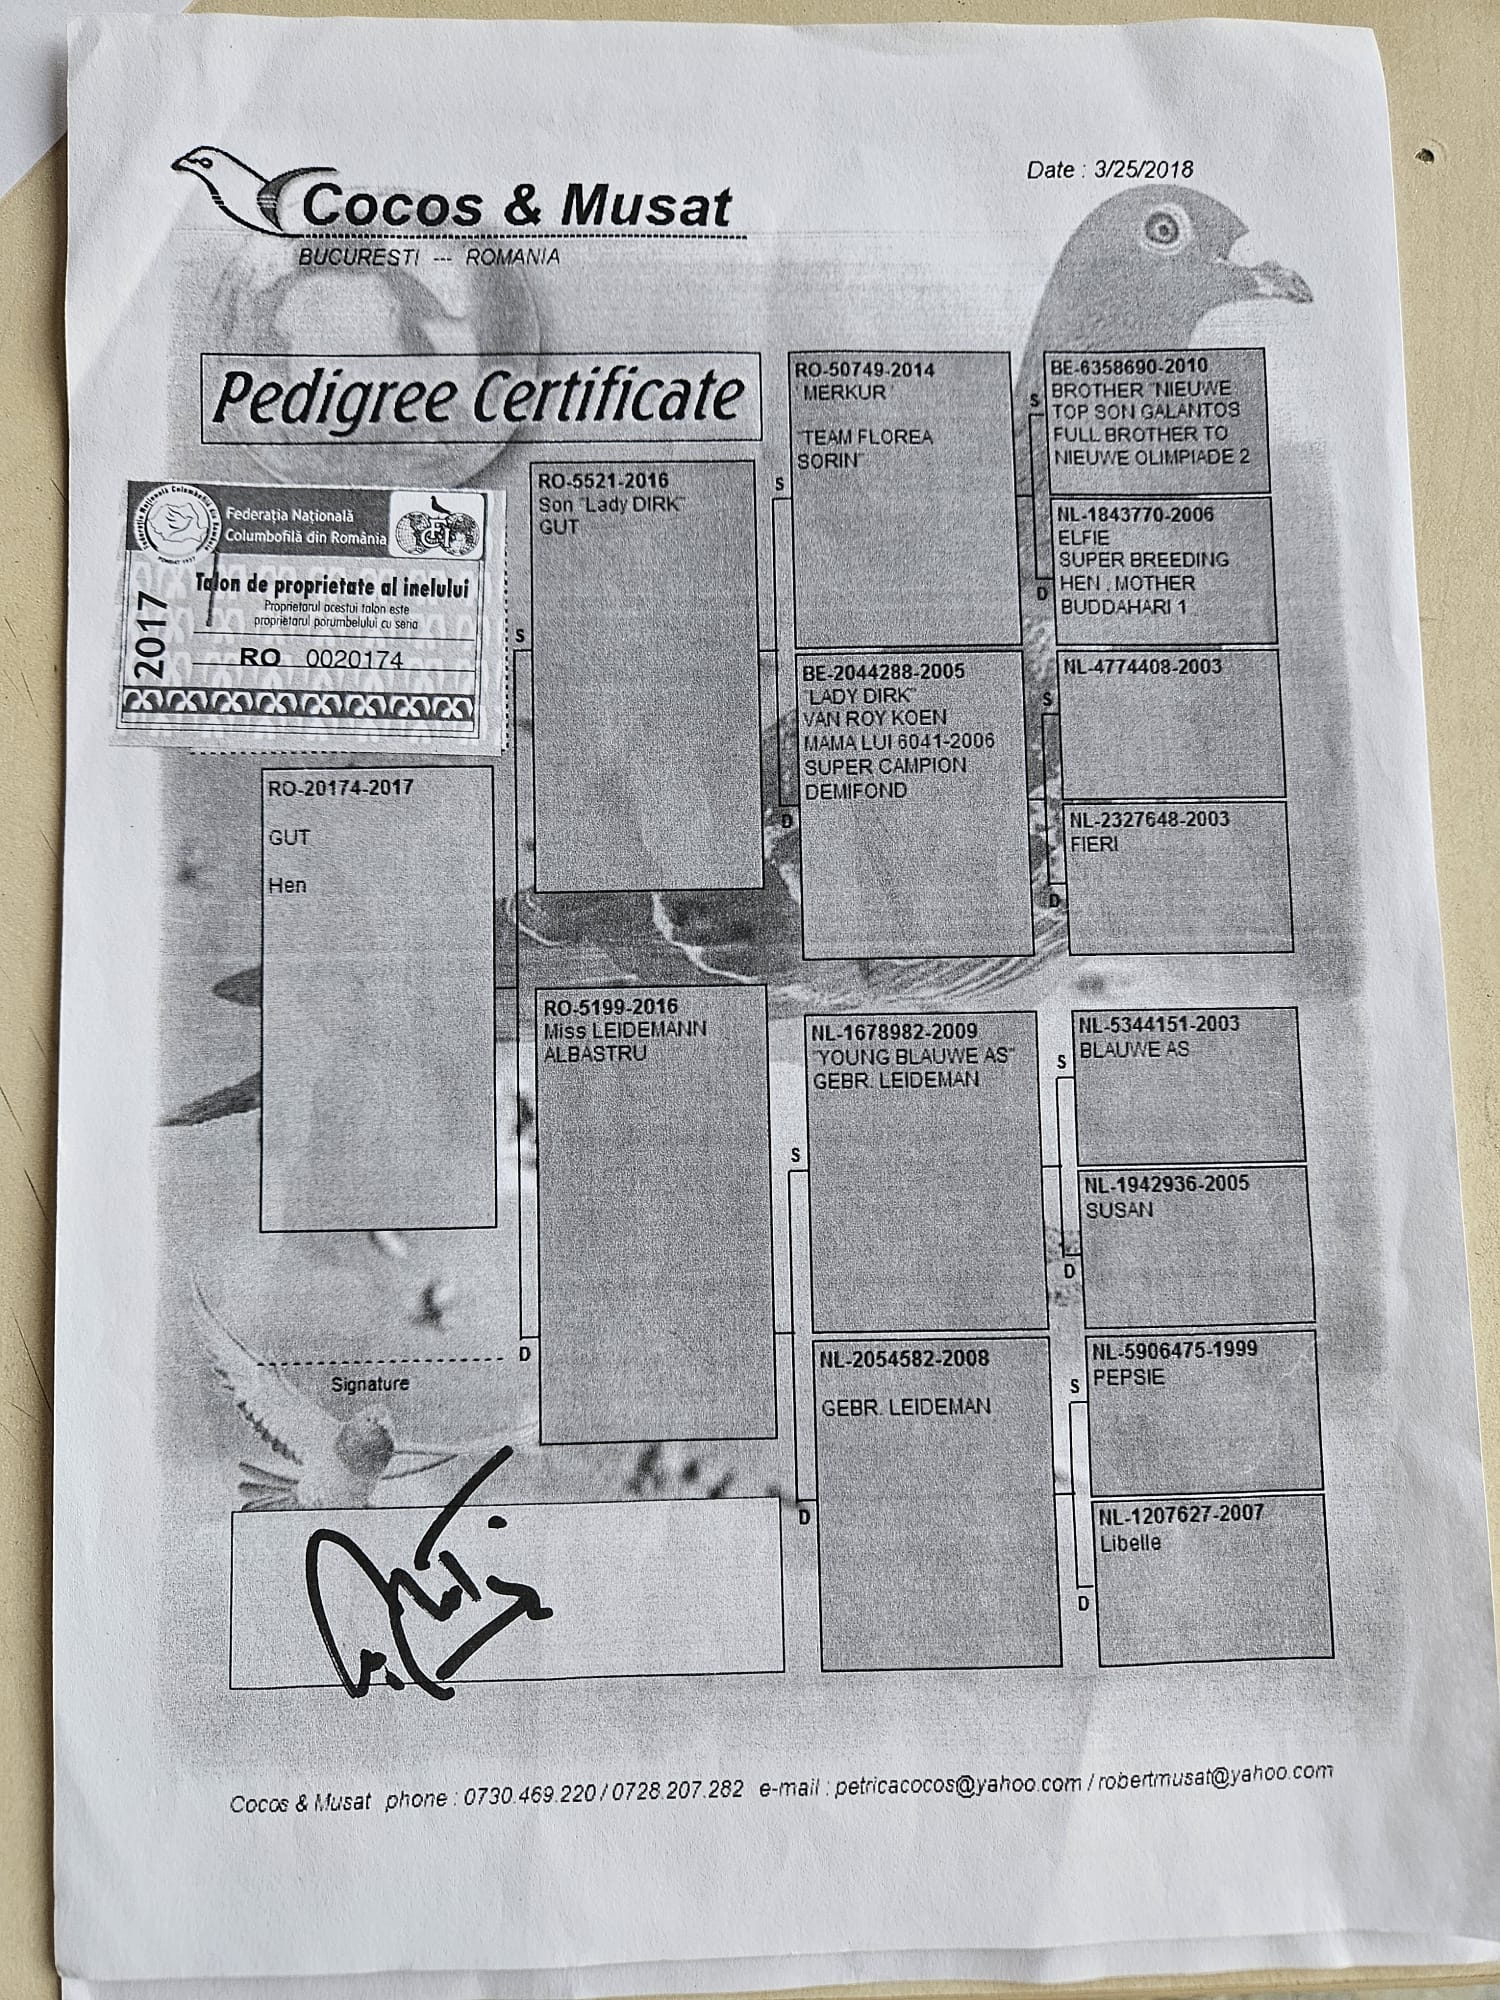 Cocos & Musat
BUCURESTI --- ROMANIA
Date : 3/25/2018
Pedigree Certificate
Federația Națională
Columbofilă din România
Talon de proprietate al inelului
Proprietarul acestui talon este
proprietarul porumbelului cu seria
2017
RO 0020174
RO-20174-2017
GUT
Hen
S
RO-5521-2016
Son "Lady DIRK"
GUT
D
RO-5199-2016
Miss LEIDEMANN
ALBASTRU
S
RO-50749-2014
"MERKUR"
"TEAM FLOREA
SORIN"
D
BE-2044288-2005
"LADY DIRK"
VAN ROY KOEN
MAMA LUI 6041-2006
SUPER CAMPION
DEMIFOND
S
NL-1678982-2009
"YOUNG BLAUWE AS"
GEBR. LEIDEMAN
D
NL-2054582-2008
GEBR. LEIDEMAN
S
BE-6358690-2010
BROTHER "NIEUWE
TOP SON GALANTOS
FULL BROTHER TO
NIEUWE OLIMPIADE 2
D
NL-1843770-2006
ELFIE
SUPER BREEDING
HEN , MOTHER
BUDDAHARI 1
S
NL-4774408-2003
D
NL-2327648-2003
FIERI
S
NL-5344151-2003
BLAUWE AS
D
NL-1942936-2005
SUSAN
S
NL-5906475-1999
PEPSIE
D
NL-1207627-2007
Libelle
Signature
Cocos & Musat phone : 0730.469.220 / 0728.207.282 e-mail : petricacocos@yahoo.com / robertmusat@yahoo.com